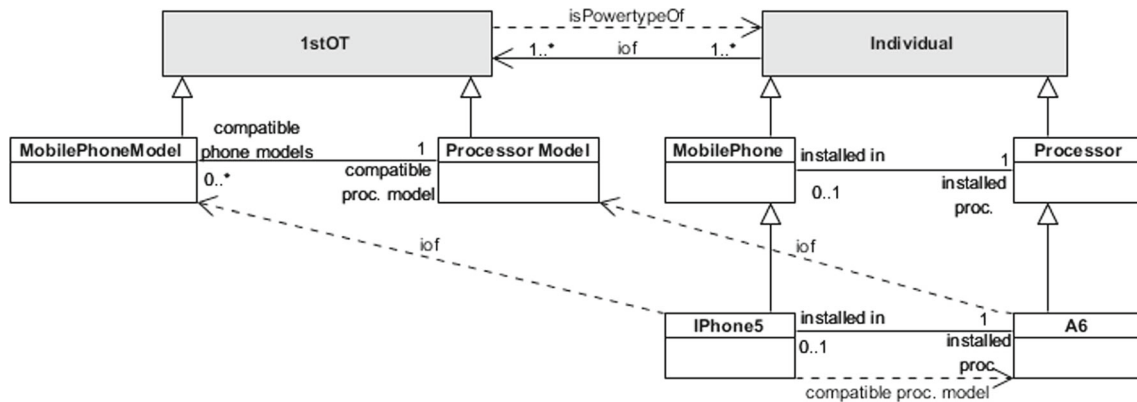 isPowertypeOf
1stOT
Individual
1..*
iof
1..*
MobilePhoneModel
compatible
phone models
0..*
1
compatible
proc. model
Processor Model
MobilePhone
installed in
0..1
1
installed
proc.
Processor
iof
iof
IPhone5
installed in
0..1
1
installed
proc.
A6
compatible proc. model